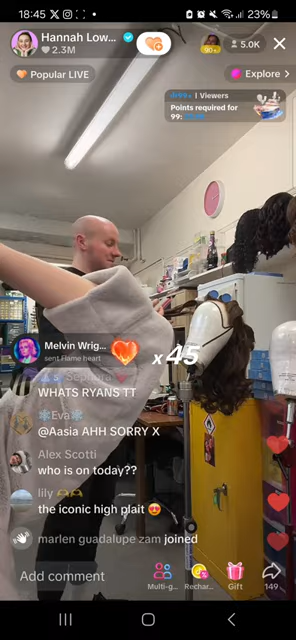 18:45
23%
Hannah Low...
2.3M
5.0K
Popular LIVE
Explore >
| Viewers
Points required for
99:
Melvin Wrig...
sent Flame heart
x45
WHATS RYANS TT
Eva
@Aasia AHH SORRY X
Alex Scotti
who is on today??
lily
the iconic high plait
marlen guadalupe zam joined
Add comment
Multi-g...
Rechar...
Gift
149